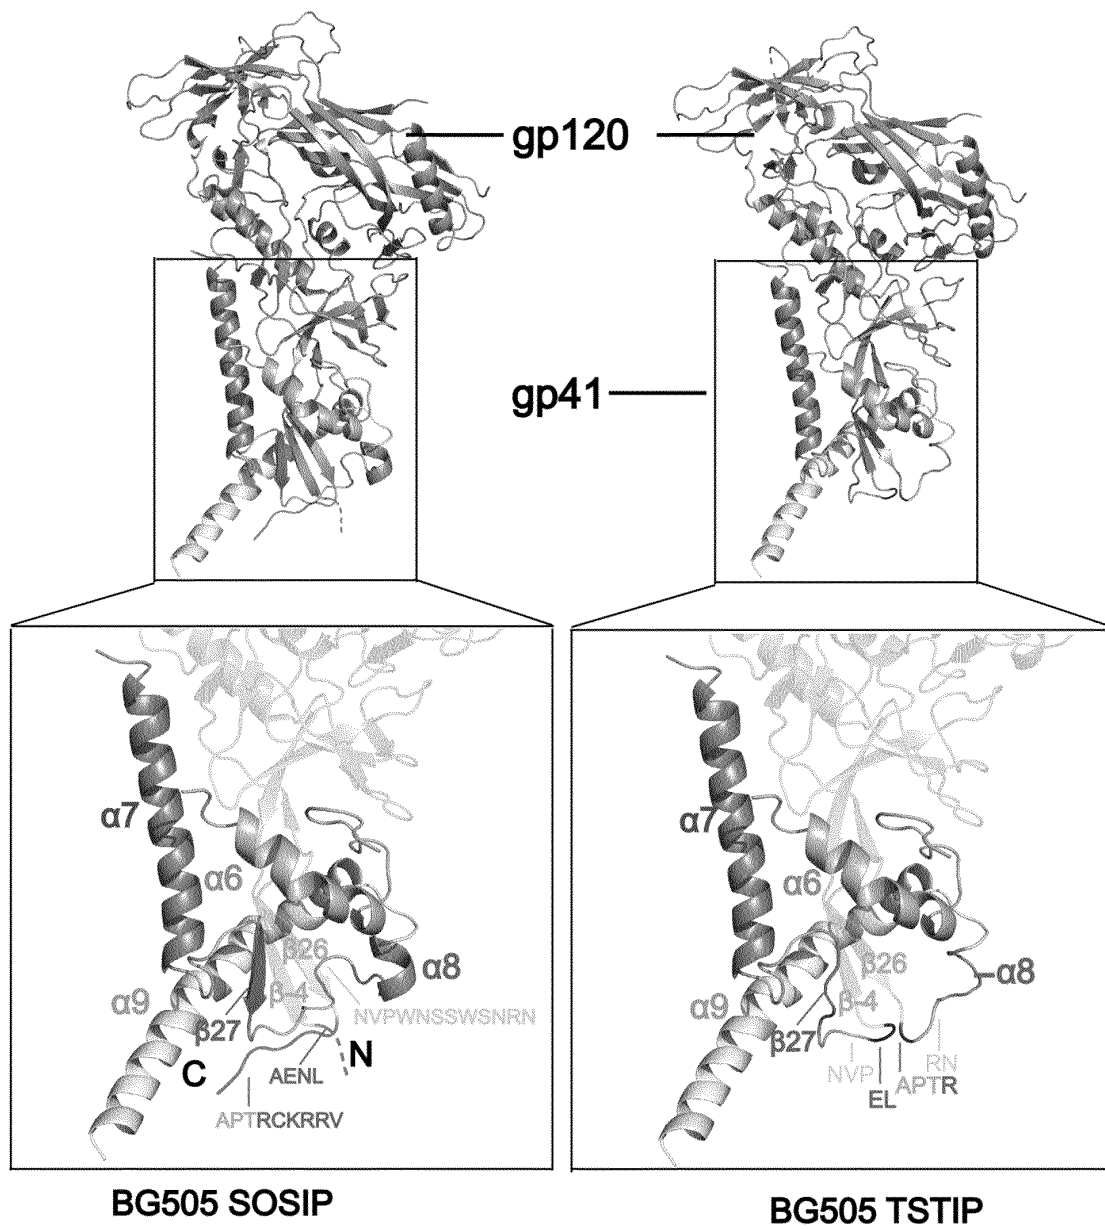 gp120
gp41
α7
α6
β26
α8
β-4
α9
NVPWNSSWSNRN
β27
C
AENL
N
APTRCKRRV
α7
α6
β26
α8
β-4
α9
β27
NVP
RN
APTR
EL
BG505 SOSIP
BG505 TSTIP